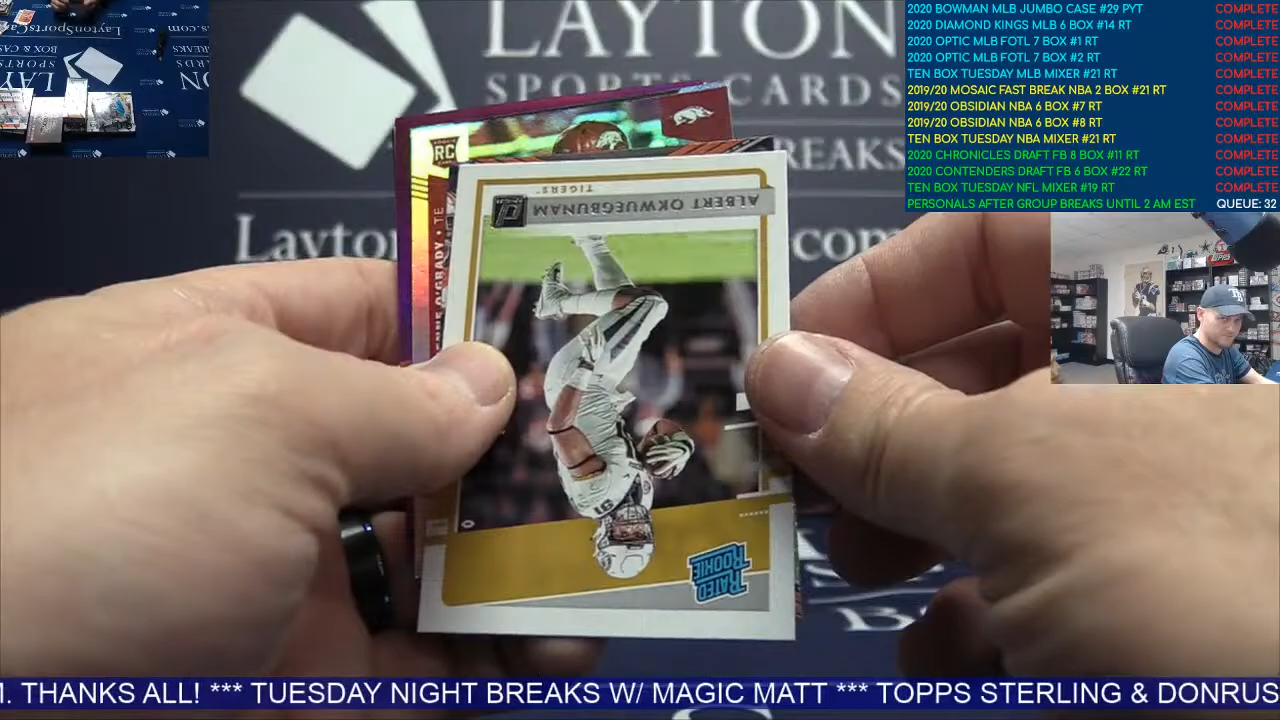 2020 BOWMAN MLB JUMBO CASE #29 PYT COMPLETE
2020 DIAMOND KINGS MLB 6 BOX #14 RT COMPLETE
2020 OPTIC MLB FOTL 7 BOX #1 RT COMPLETE
2020 OPTIC MLB FOTL 7 BOX #2 RT COMPLETE
TEN BOX TUESDAY MLB MIXER #21 RT COMPLETE
2019/20 MOSAIC FAST BREAK NBA 2 BOX #21 RT COMPLETE
2019/20 OBSIDIAN NBA 6 BOX #7 RT COMPLETE
2019/20 OBSIDIAN NBA 6 BOX #8 RT COMPLETE
TEN BOX TUESDAY NBA MIXER #21 RT COMPLETE
2020 CHRONICLES DRAFT FB 8 BOX #11 RT COMPLETE
2020 CONTENDERS DRAFT FB 6 BOX #22 RT COMPLETE
TEN BOX TUESDAY NFL MIXER #19 RT COMPLETE
PERSONALS AFTER GROUP BREAKS UNTIL 2 AM EST QUEUE: 32
LAYTON
SPORTS CARDS
BREAKS
Layton
com
RC
O'GRADY • TE
TIGERS
ALBERT OKWUEGBUNAM
RATED
ROOKIE
M. THANKS ALL! *** TUESDAY NIGHT BREAKS W/ MAGIC MATT *** TOPPS STERLING & DONRUS